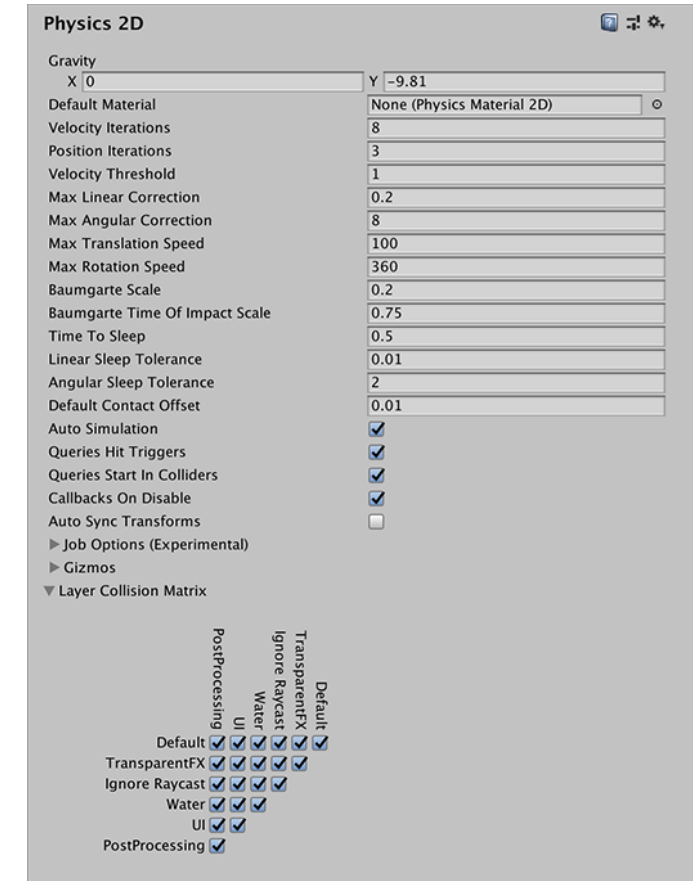 Physics 2D
Gravity
X 0 Y -9.81
Default Material None (Physics Material 2D)
Velocity Iterations 8
Position Iterations 3
Velocity Threshold 1
Max Linear Correction 0.2
Max Angular Correction 8
Max Translation Speed 100
Max Rotation Speed 360
Baumgarte Scale 0.2
Baumgarte Time Of Impact Scale 0.75
Time To Sleep 0.5
Linear Sleep Tolerance 0.01
Angular Sleep Tolerance 2
Default Contact Offset 0.01
Auto Simulation
Queries Hit Triggers
Queries Start In Colliders
Callbacks On Disable
Auto Sync Transforms
Job Options (Experimental)
Gizmos
Layer Collision Matrix
PostProcessing
UI
Water
Ignore Raycast
TransparentFX
Default
Default
TransparentFX
Ignore Raycast
Water
UI
PostProcessing